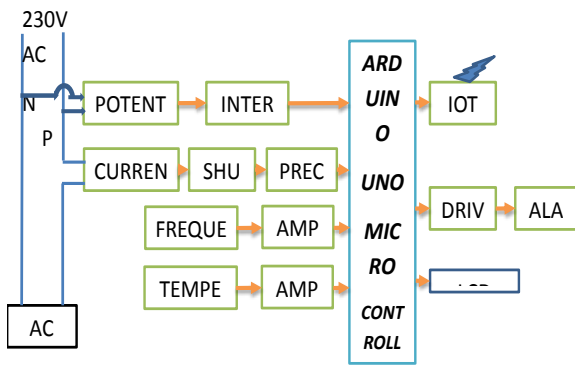 230V
AC
N
P
POTENT
INTER
CURREN
SHU
PREC
FREQUE
AMP
TEMPE
AMP
ARD
UIN
O
UNO
MIC
RO
CONT
ROLL
IOT
DRIV
ALA
AC